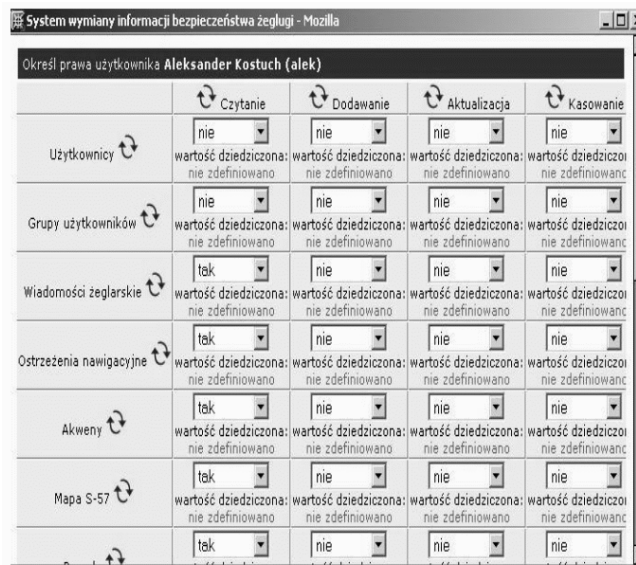 System wymiany informacji bezpieczeństwa żeglugi - Mozilla
Określ prawa użytkownika Aleksander Kostuch (alek)
Czytanie Dodawanie Aktualizacja Kasowanie
nie nie nie nie
Użytkownicy
wartość dziedziczona: wartość dziedziczona: wartość dziedziczona: wartość dziedziczo
nie zdefiniowano nie zdefiniowano nie zdefiniowano nie zdefiniowano
nie nie nie nie
Grupy użytkowników
wartość dziedziczona: wartość dziedziczona: wartość dziedziczona: wartość dziedziczo
nie zdefiniowano nie zdefiniowano nie zdefiniowano nie zdefiniowano
tak nie nie nie
Wiadomości żeglarskie
wartość dziedziczona: wartość dziedziczona: wartość dziedziczona: wartość dziedziczo
nie zdefiniowano nie zdefiniowano nie zdefiniowano nie zdefiniowano
tak nie nie nie
Ostrzeżenia nawigacyjne
wartość dziedziczona: wartość dziedziczona: wartość dziedziczona: wartość dziedziczo
nie zdefiniowano nie zdefiniowano nie zdefiniowano nie zdefiniowano
tak nie nie nie
Akweny
wartość dziedziczona: wartość dziedziczona: wartość dziedziczona: wartość dziedziczo
nie zdefiniowano nie zdefiniowano nie zdefiniowano nie zdefiniowano
tak nie nie nie
Mapa S-57
wartość dziedziczona: wartość dziedziczona: wartość dziedziczona: wartość dziedziczo
nie zdefiniowano nie zdefiniowano nie zdefiniowano nie zdefiniowano
tak nie nie nie